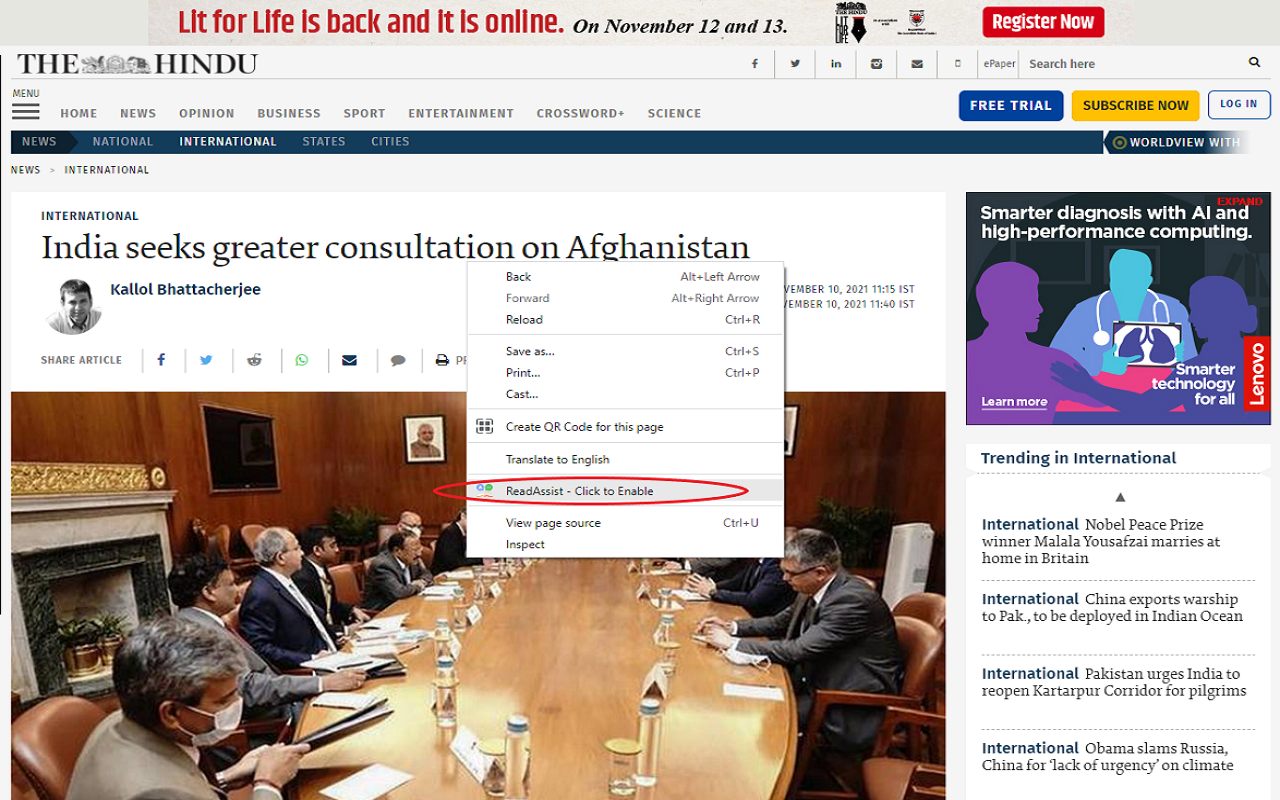 Lit for Life is back and it is online. On November 12 and 13.
LIT FOR LIFE
Register Now
THE HINDU
ePaper
Search here
MENU
HOME NEWS OPINION BUSINESS SPORT ENTERTAINMENT CROSSWORD+ SCIENCE
FREE TRIAL
SUBSCRIBE NOW
LOG IN
NEWS NATIONAL INTERNATIONAL STATES CITIES
WORLDVIEW WITH
NEWS > INTERNATIONAL
INTERNATIONAL
India seeks greater consultation on Afghanistan
Kallol Bhattacherjee
VEMBER 10, 2021 11:15 IST
VEMBER 10, 2021 11:40 IST
SHARE ARTICLE
PR
Back Alt+Left Arrow
Forward Alt+Right Arrow
Reload Ctrl+R
Save as... Ctrl+S
Print... Ctrl+P
Cast...
Create QR Code for this page
Translate to English
ReadAssist - Click to Enable
View page source Ctrl+U
Inspect
EXPAND
Smarter diagnosis with AI and
high-performance computing.
Smarter
technology
for all
Learn more
Lenovo
Trending in International
International Nobel Peace Prize
winner Malala Yousafzai marries at
home in Britain
International China exports warship
to Pak., to be deployed in Indian Ocean
International Pakistan urges India to
reopen Kartarpur Corridor for pilgrims
International Obama slams Russia,
China for ‘lack of urgency’ on climate